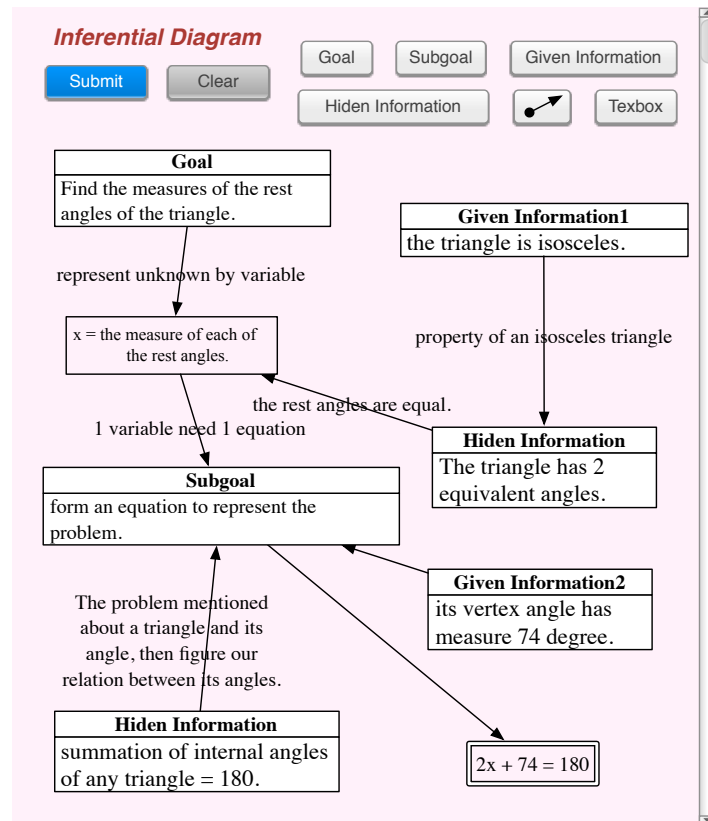 Inferential Diagram
Submit
Clear
Goal
Subgoal
Given Information
Hiden Information
Texbox
Goal
Find the measures of the rest
angles of the triangle.
Given Information1
the triangle is isosceles.
represent unknown by variable
x = the measure of each of
the rest angles.
property of an isosceles triangle
the rest angles are equal.
1 variable need 1 equation
Hiden Information
The triangle has 2
equivalent angles.
Subgoal
form an equation to represent the
problem.
Given Information2
its vertex angle has
measure 74 degree.
The problem mentioned
about a triangle and its
angle, then figure our
relation between its angles.
Hiden Information
summation of internal angles
of any triangle = 180.
2x + 74 = 180